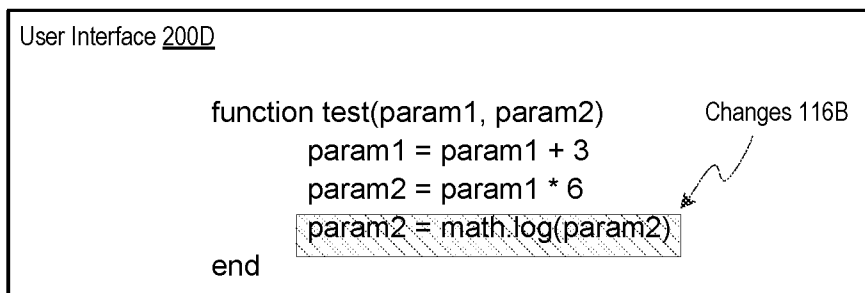 User Interface 200D
function test(param1, param2)
Changes 116B
param1 = param1 + 3
param2 = param1 * 6
param2 = math.log(param2)
end